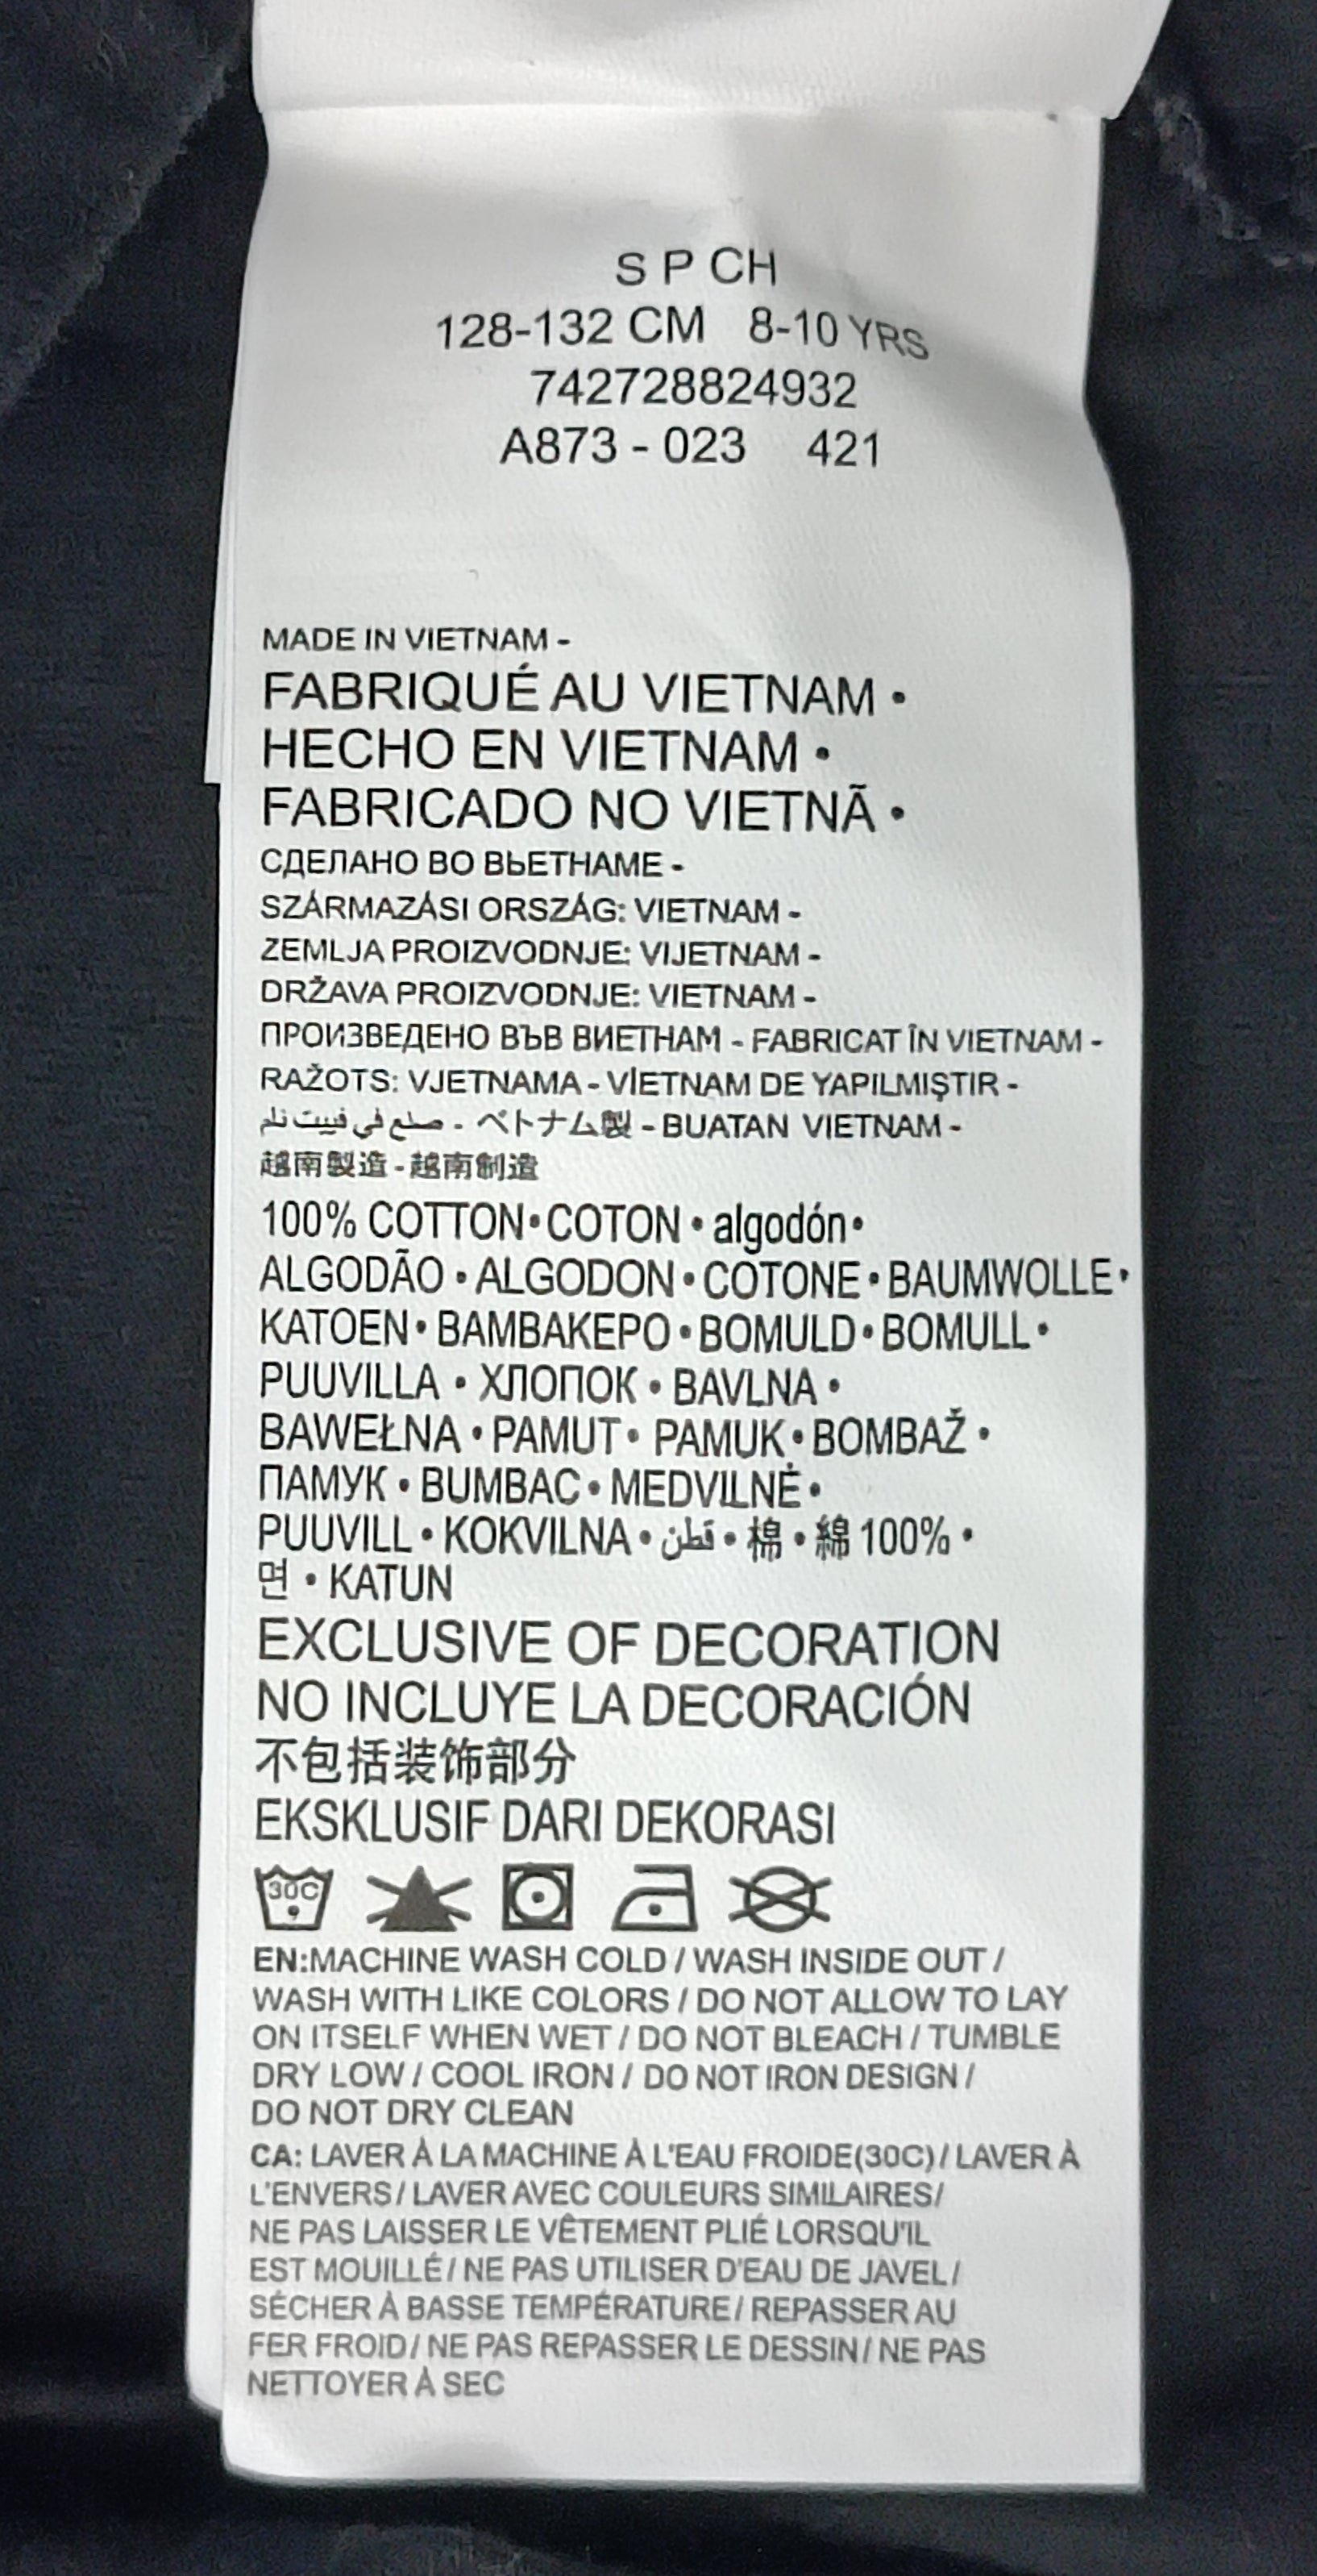 S P CH
128-132 CM 8-10 YRS
742728824932
A873 - 023 421
MADE IN VIETNAM -
FABRIQUÉ AU VIETNAM •
HECHO EN VIETNAM •
FABRICADO NO VIETNÃ •
СДЕЛАНО ВО ВЬЕТНАМЕ -
SZÁRMAZÁSI ORSZÁG: VIETNAM -
ZEMLJA PROIZVODNJE: VIJETNAM -
DRŽAVA PROIZVODNJE: VIETNAM -
ПРОИЗВЕДЕНО ВЪВ ВИЕТНАМ - FABRICAT ÎN VIETNAM -
RAŽOTS: VJETNAMA - VİETNAM DE YAPILMIŞTIR -
صنع في فييت نام - ベトナム製 - BUATAN VIETNAM -
越南製造 - 越南制造
100% COTTON • COTON • algodón •
ALGODÃO • ALGODON • COTONE • BAUMWOLLE •
KATOEN • BAMBAKEPO • BOMULD • BOMULL •
PUUVILLA • ХЛОПОК • BAVLNA •
BAWEŁNA • PAMUT • PAMUK • BOMBAŽ •
ПАМУК • BUMBAC • MEDVILNĖ •
PUUVILL • KOKVILNA • قطن • 棉 • 綿 100% •
면 • KATUN
EXCLUSIVE OF DECORATION
NO INCLUYE LA DECORACIÓN
不包括装饰部分
EKSKLUSIF DARI DEKORASI
30C
EN:MACHINE WASH COLD / WASH INSIDE OUT /
WASH WITH LIKE COLORS / DO NOT ALLOW TO LAY
ON ITSELF WHEN WET / DO NOT BLEACH / TUMBLE
DRY LOW / COOL IRON / DO NOT IRON DESIGN /
DO NOT DRY CLEAN
CA: LAVER À LA MACHINE À L'EAU FROIDE(30C) / LAVER À
L'ENVERS / LAVER AVEC COULEURS SIMILAIRES/
NE PAS LAISSER LE VÊTEMENT PLIÉ LORSQU'IL
EST MOUILLÉ / NE PAS UTILISER D'EAU DE JAVEL /
SÉCHER À BASSE TEMPÉRATURE / REPASSER AU
FER FROID / NE PAS REPASSER LE DESSIN / NE PAS
NETTOYER À SEC